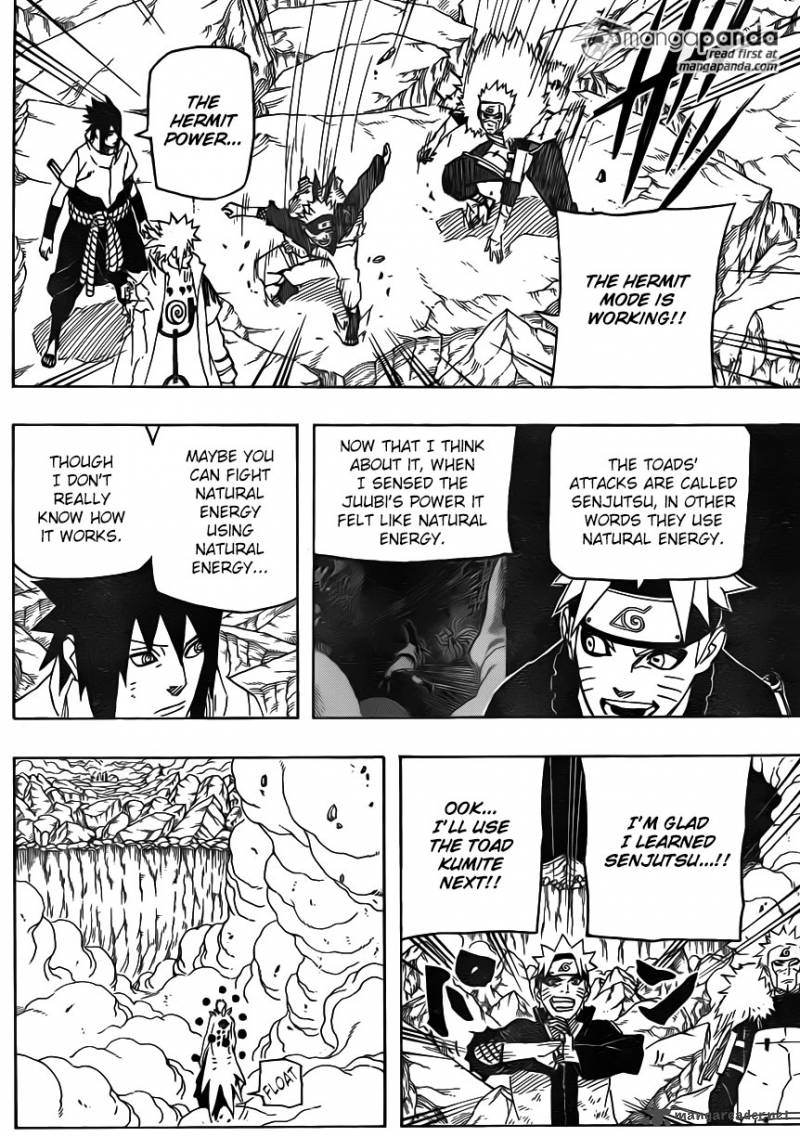 mangapanda
read first at
mangapanda.com
THE
HERMIT
POWER...
THE HERMIT
MODE IS
WORKING!!
THE TOADS'
ATTACKS ARE CALLED
SENJUTSU, IN OTHER
WORDS THEY USE
NATURAL ENERGY.
NOW THAT I THINK
ABOUT IT, WHEN
I SENSED THE
JUUBI'S POWER IT
FELT LIKE NATURAL
ENERGY.
MAYBE YOU
CAN FIGHT
NATURAL
ENERGY
USING
NATURAL
ENERGY...
THOUGH
I DON'T
REALLY
KNOW HOW
IT WORKS.
I'M GLAD
I LEARNED
SENJUTSU...!!
OOK...
I'LL USE
THE TOAD
KUMITE
NEXT!!
FLOAT
mangareader.net